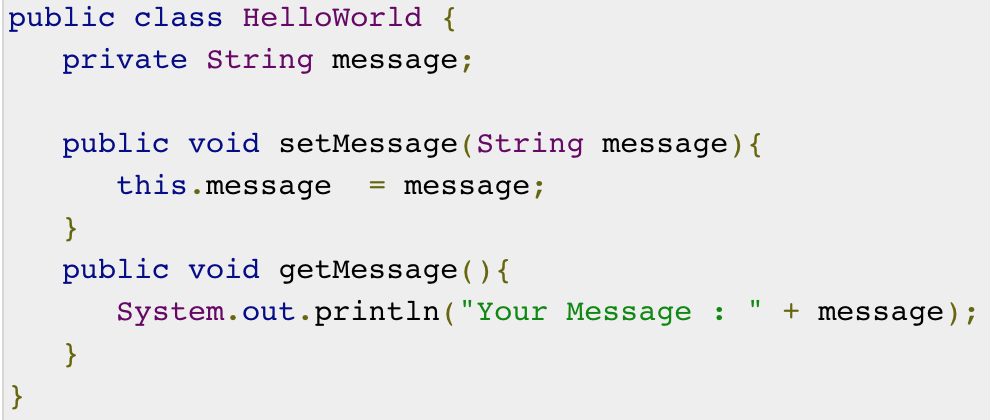 public class HelloWorld {
   private String message;

   public void setMessage(String message){
      this.message  = message;
   }
   public void getMessage(){
      System.out.println("Your Message : " + message);
   }
}